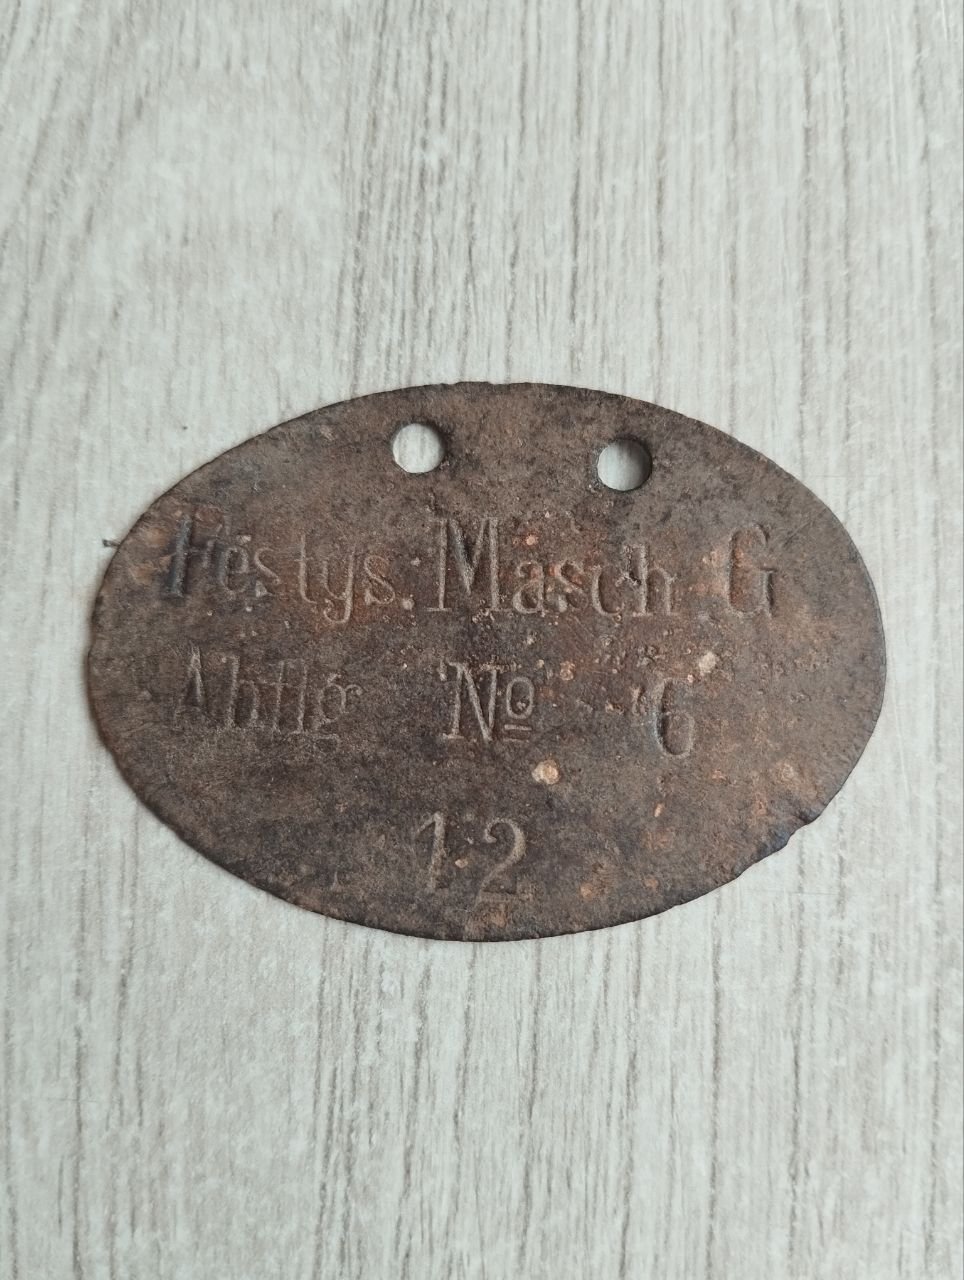 Festgs. Masch. G
Abtlg No 6
12